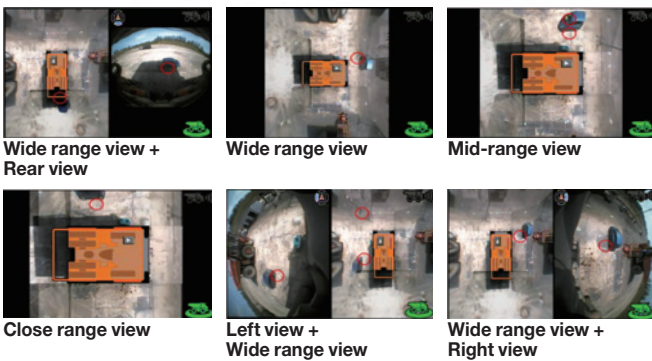 Wide range view +
Rear view
Wide range view
Mid-range view
Close range view
Left view +
Wide range view
Wide range view +
Right view